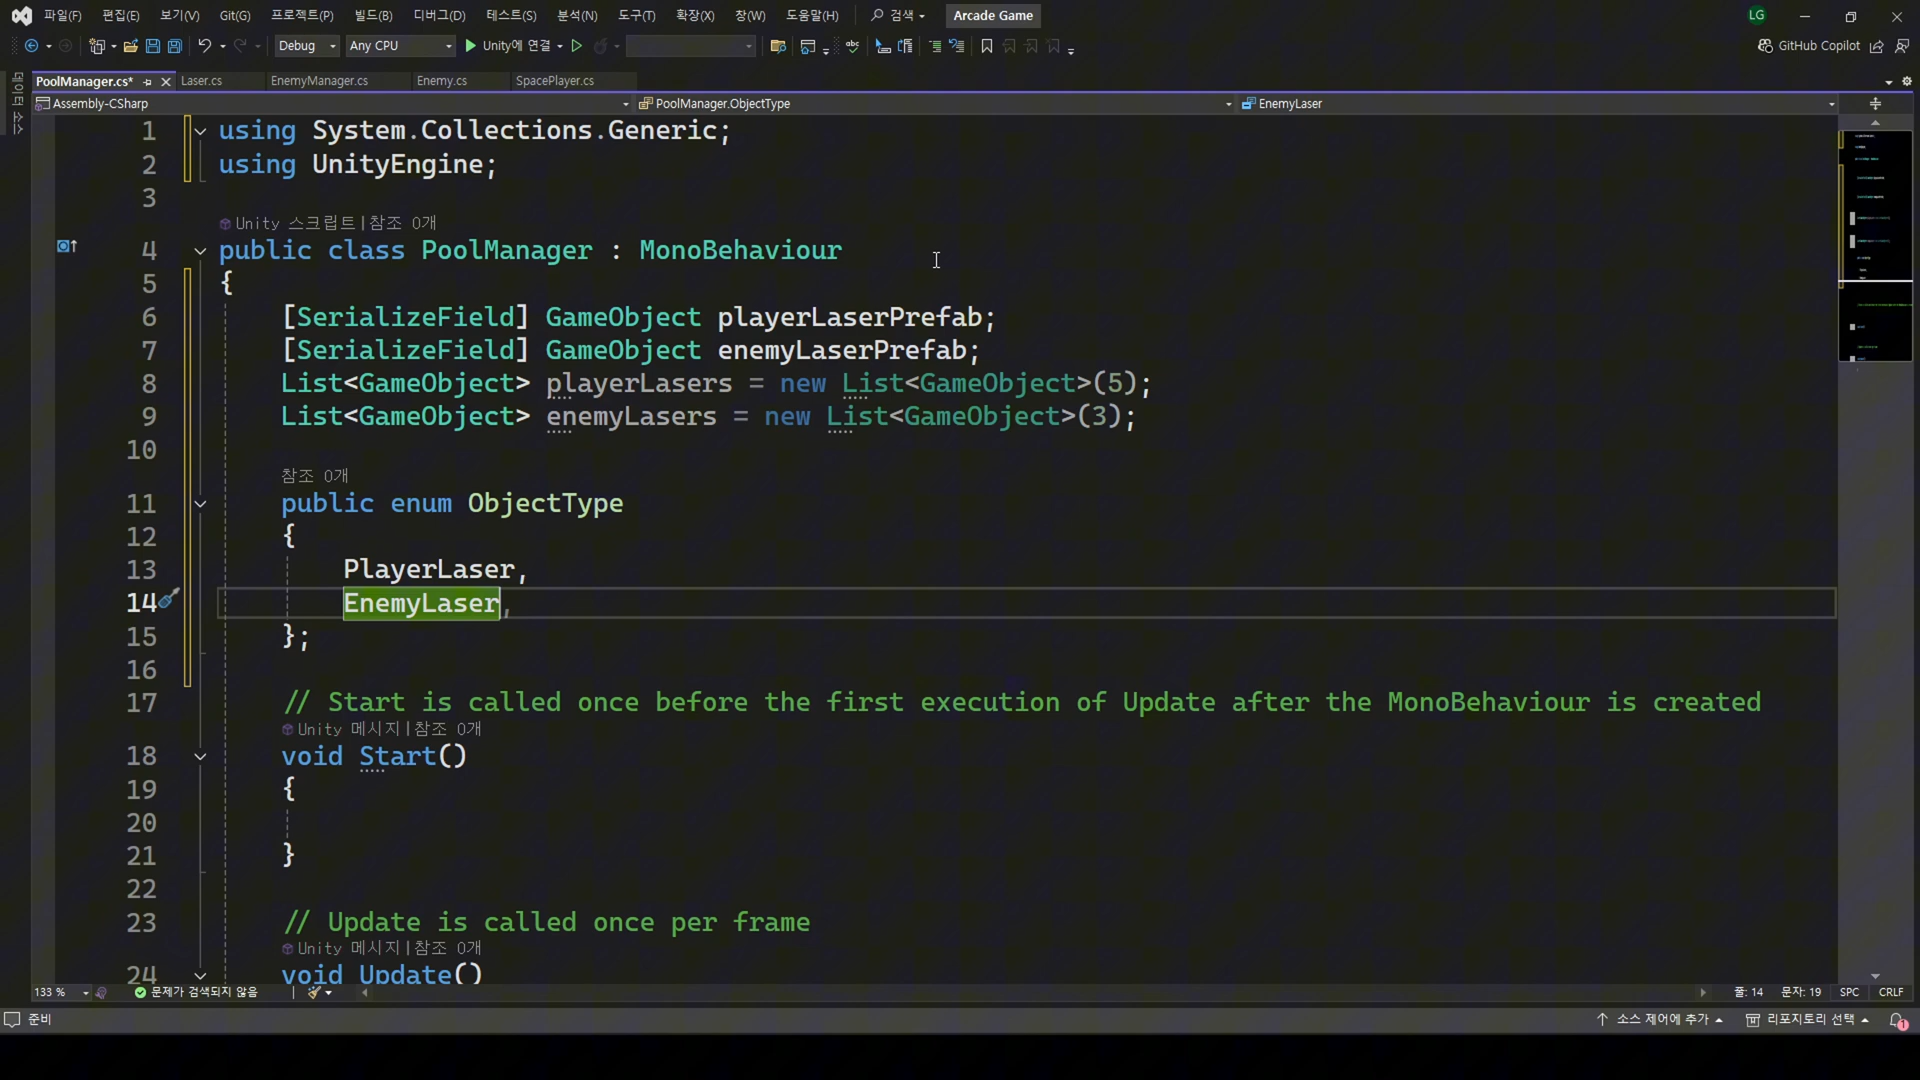 파일(F) 편집(E) 보기(V) Git(G) 프로젝트(P) 빌드(B) 디버그(D) 테스트(S) 분석(N) 도구(T) 확장(X) 창(W) 도움말(H) 검색 Arcade Game LG
Debug Any CPU Unity에 연결 GitHub Copilot
데이터 소스
PoolManager.cs* Laser.cs EnemyManager.cs Enemy.cs SpacePlayer.cs
Assembly-CSharp PoolManager.ObjectType EnemyLaser
1 using System.Collections.Generic;
2 using UnityEngine;
3
Unity 스크립트|참조 0개
4 public class PoolManager : MonoBehaviour
5 {
6 [SerializeField] GameObject playerLaserPrefab;
7 [SerializeField] GameObject enemyLaserPrefab;
8 List<GameObject> playerLasers = new List<GameObject>(5);
9 List<GameObject> enemyLasers = new List<GameObject>(3);
10
참조 0개
11 public enum ObjectType
12 {
13 PlayerLaser,
14 EnemyLaser,
15 };
16
17 // Start is called once before the first execution of Update after the MonoBehaviour is created
Unity 메시지|참조 0개
18 void Start()
19 {
20
21 }
22
23 // Update is called once per frame
Unity 메시지|참조 0개
24 void Update()
133 % 문제가 검색되지 않음 줄: 14 문자: 19 SPC CRLF
준비 소스 제어에 추가 리포지토리 선택 1